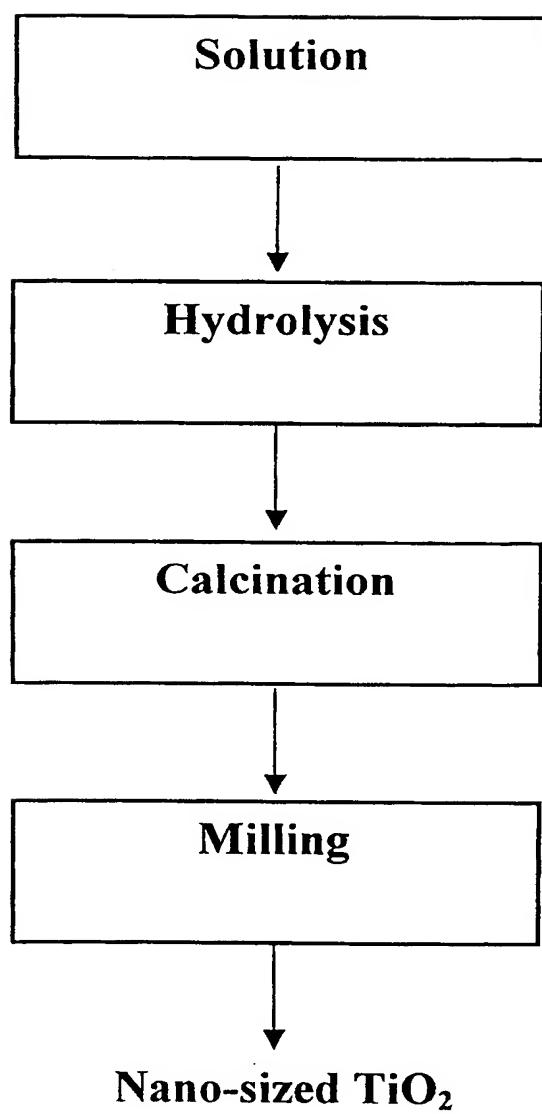 Solution
Hydrolysis
Calcination
Milling
Nano-sized TiO₂